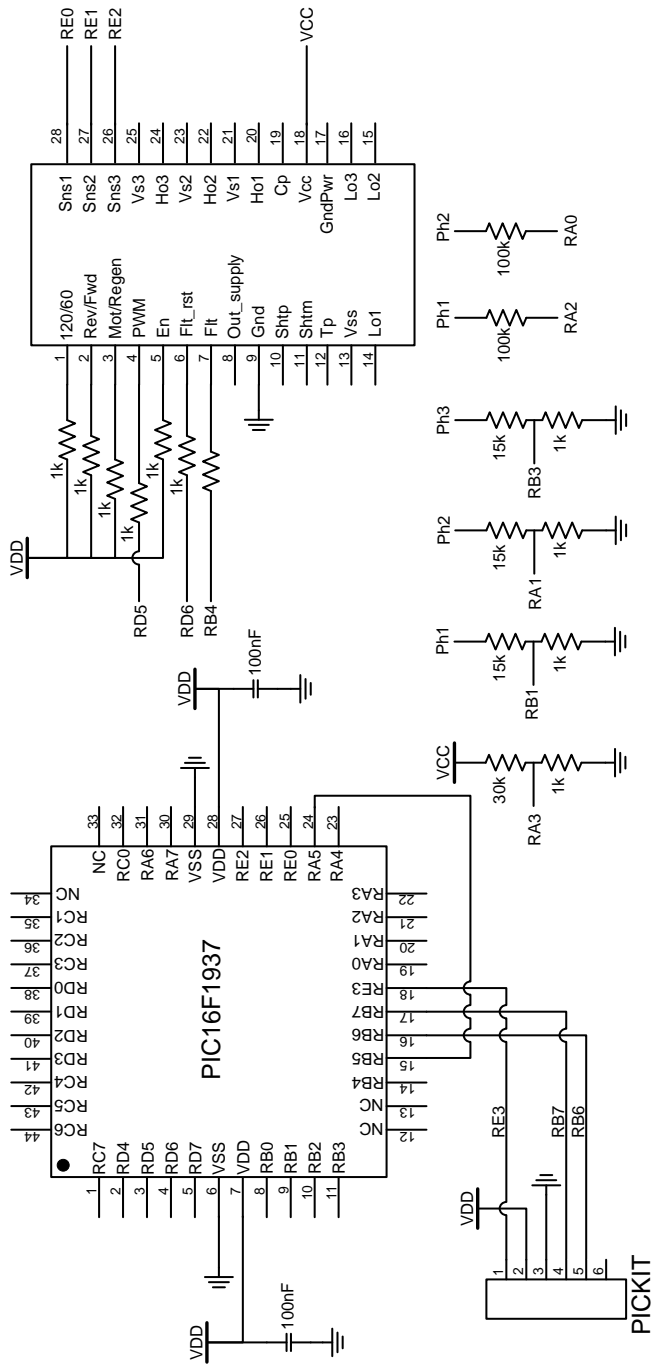 RE0
RE1
RE2
VCC
28
27
26
25
24
23
22
21
20
19
18
17
16
15
Sns1
Sns2
Sns3
Vs3
Ho3
Vs2
Ho2
Vs1
Ho1
Cp
Vcc
GndPwr
Lo3
Lo2
120/60
Rev/Fwd
Mot/Regen
PWM
En
Flt_rst
Flt
Out_supply
Gnd
Shtp
Shtm
Tp
Vss
Lo1
1
2
3
4
5
6
7
8
9
10
11
12
13
14
1k
1k
1k
1k
1k
1k
VDD
RD5
RD6
RB4
Ph2
100k
RA0
Ph1
100k
RA2
Ph3
15k
RB3
1k
Ph2
15k
RA1
1k
Ph1
15k
RB1
1k
VCC
30k
RA3
1k
VDD
100nF
33
32
31
30
29
28
27
26
25
24
23
NC
RC0
RA6
RA7
VSS
VDD
RE2
RE1
RE0
RA5
RA4
34
35
36
37
38
39
40
41
42
43
44
NC
RC1
RC2
RC3
RD0
RD1
RD2
RD3
RC4
RC5
RC6
PIC16F1937
RA3
RA2
RA1
RA0
RE3
RB7
RB6
RB5
RB4
NC
NC
22
21
20
19
18
17
16
15
14
13
12
RC7
RD4
RD5
RD6
RD7
VSS
VDD
RB0
RB1
RB2
RB3
1
2
3
4
5
6
7
8
9
10
11
VDD
100nF
RE3
RB7
RB6
VDD
1
2
3
4
5
6
PICKIT